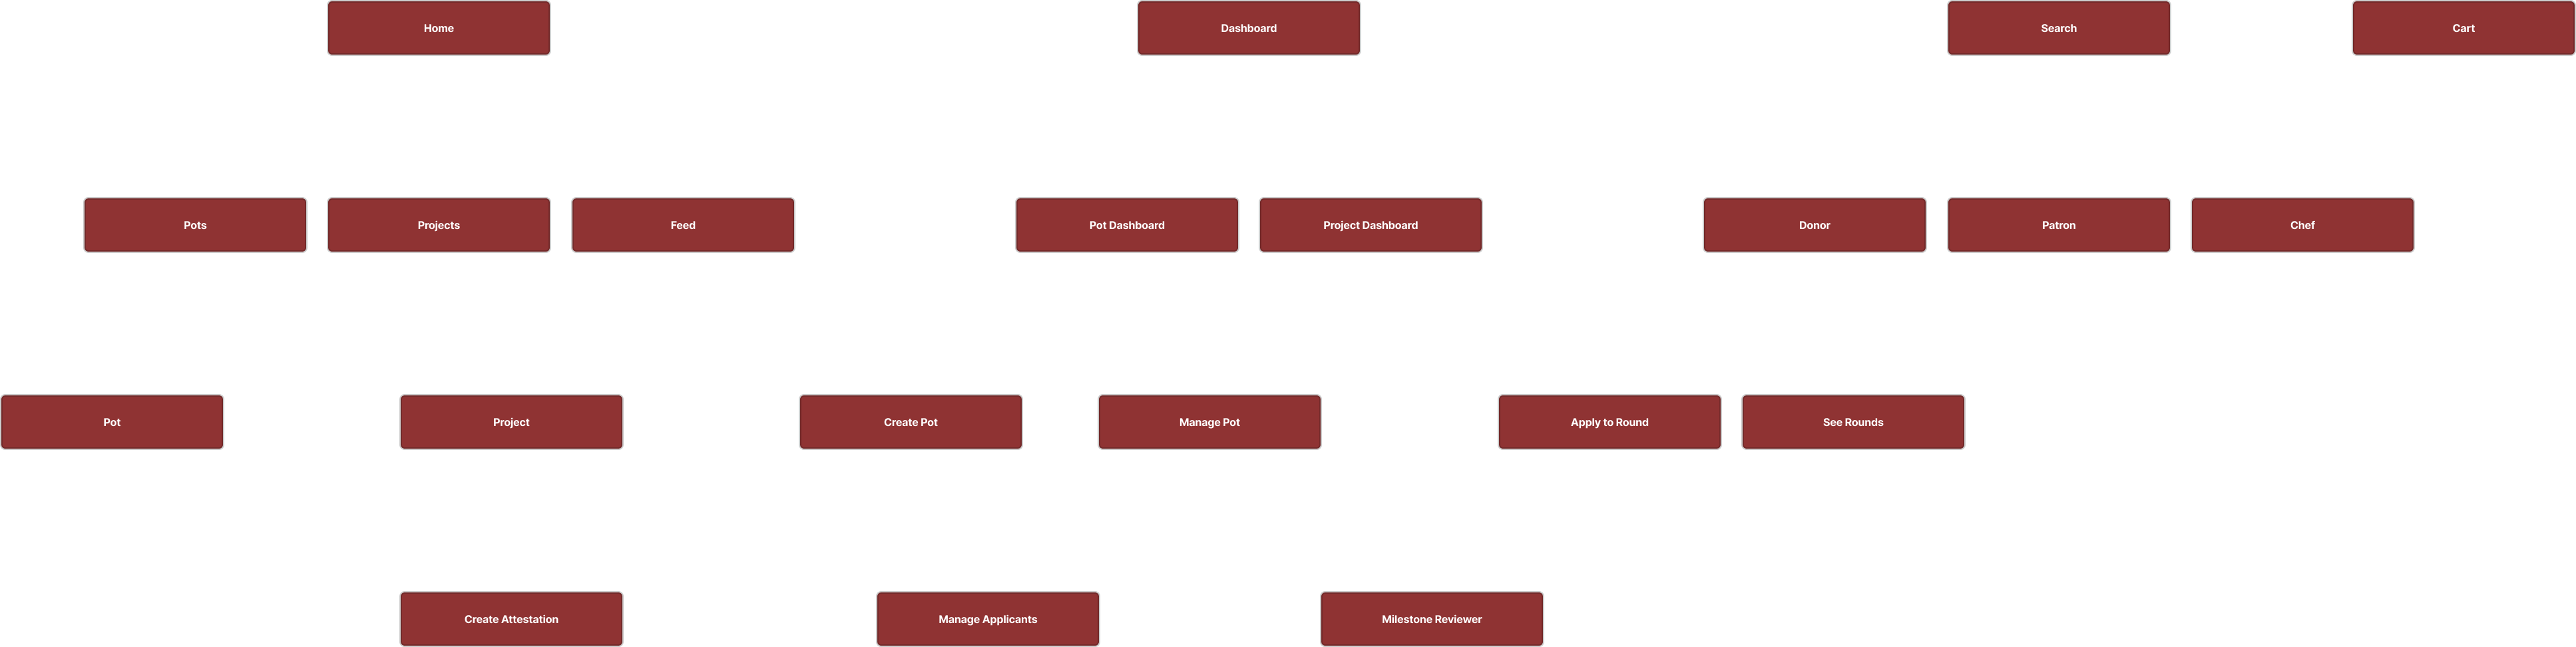 Home
Dashboard
Search
Cart
Pots
Projects
Feed
Pot Dashboard
Project Dashboard
Donor
Patron
Chef
Pot
Project
Create Pot
Manage Pot
Apply to Round
See Rounds
Create Attestation
Manage Applicants
Milestone Reviewer